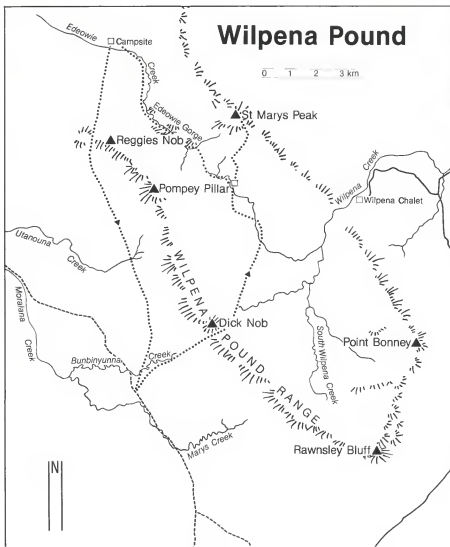 Wilpena Pound
0 1 2 3 km
Edeowie
Campsite
Creek
Edeowie Gorge
St Marys Peak
Reggies Nob
Pompey Pillar
Wilpena Creek
Wilpena Chalet
Utanouna
Creek
Moralana
Creek
WILPENA POUND RANGE
Dick Nob
South Wilpena Creek
Point Bonney
Bunbinyunna
Creek
Marys Creek
Rawnsley Bluff
N